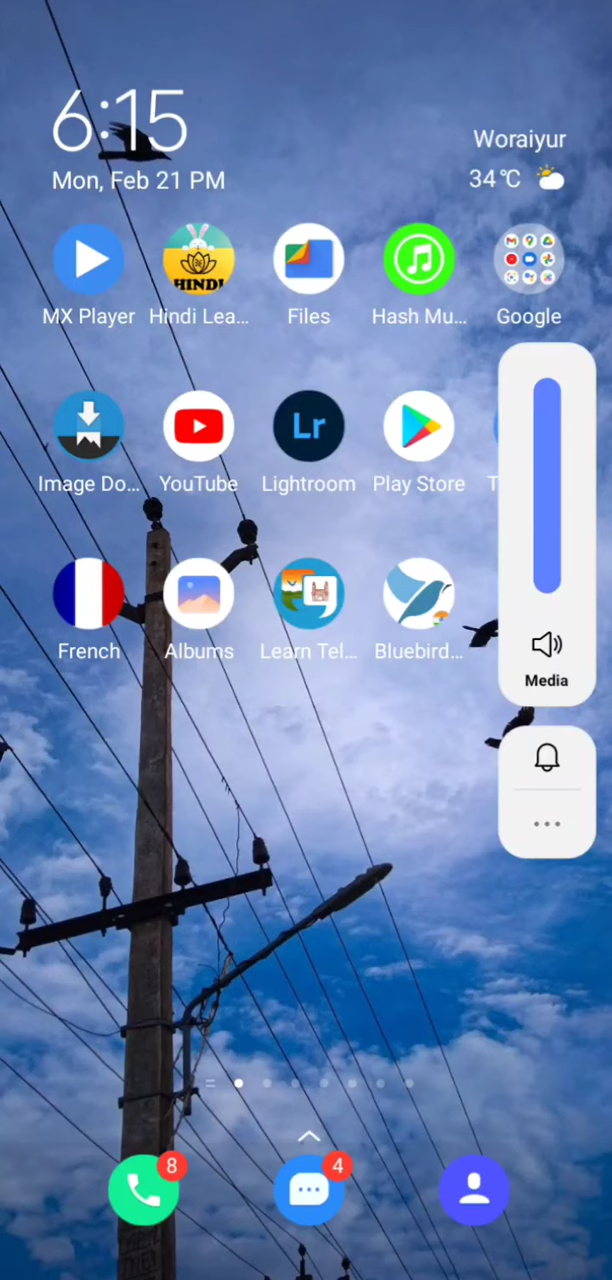 6:15
Woraiyur
Mon, Feb 21 PM
34°C
HINDI
MX Player
Hindi Lea...
Files
Hash Mu...
Google
Lr
Image Do...
YouTube
Lightroom
Play Store
T
French
Albums
Learn Tel...
Bluebird...
Media
8
4